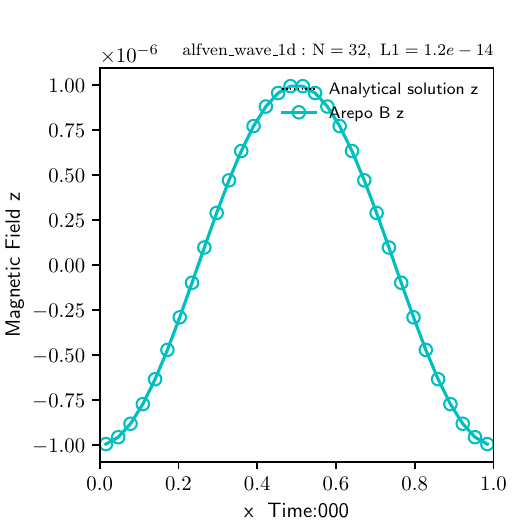 alfven_wave_1d : N = 32, L1 = 1.2e − 14
×10⁻⁶
Analytical solution z
Arepo B z
1.00
0.75
0.50
0.25
0.00
−0.25
−0.50
−0.75
−1.00
Magnetic Field z
0.0 0.2 0.4 0.6 0.8 1.0
x Time:000